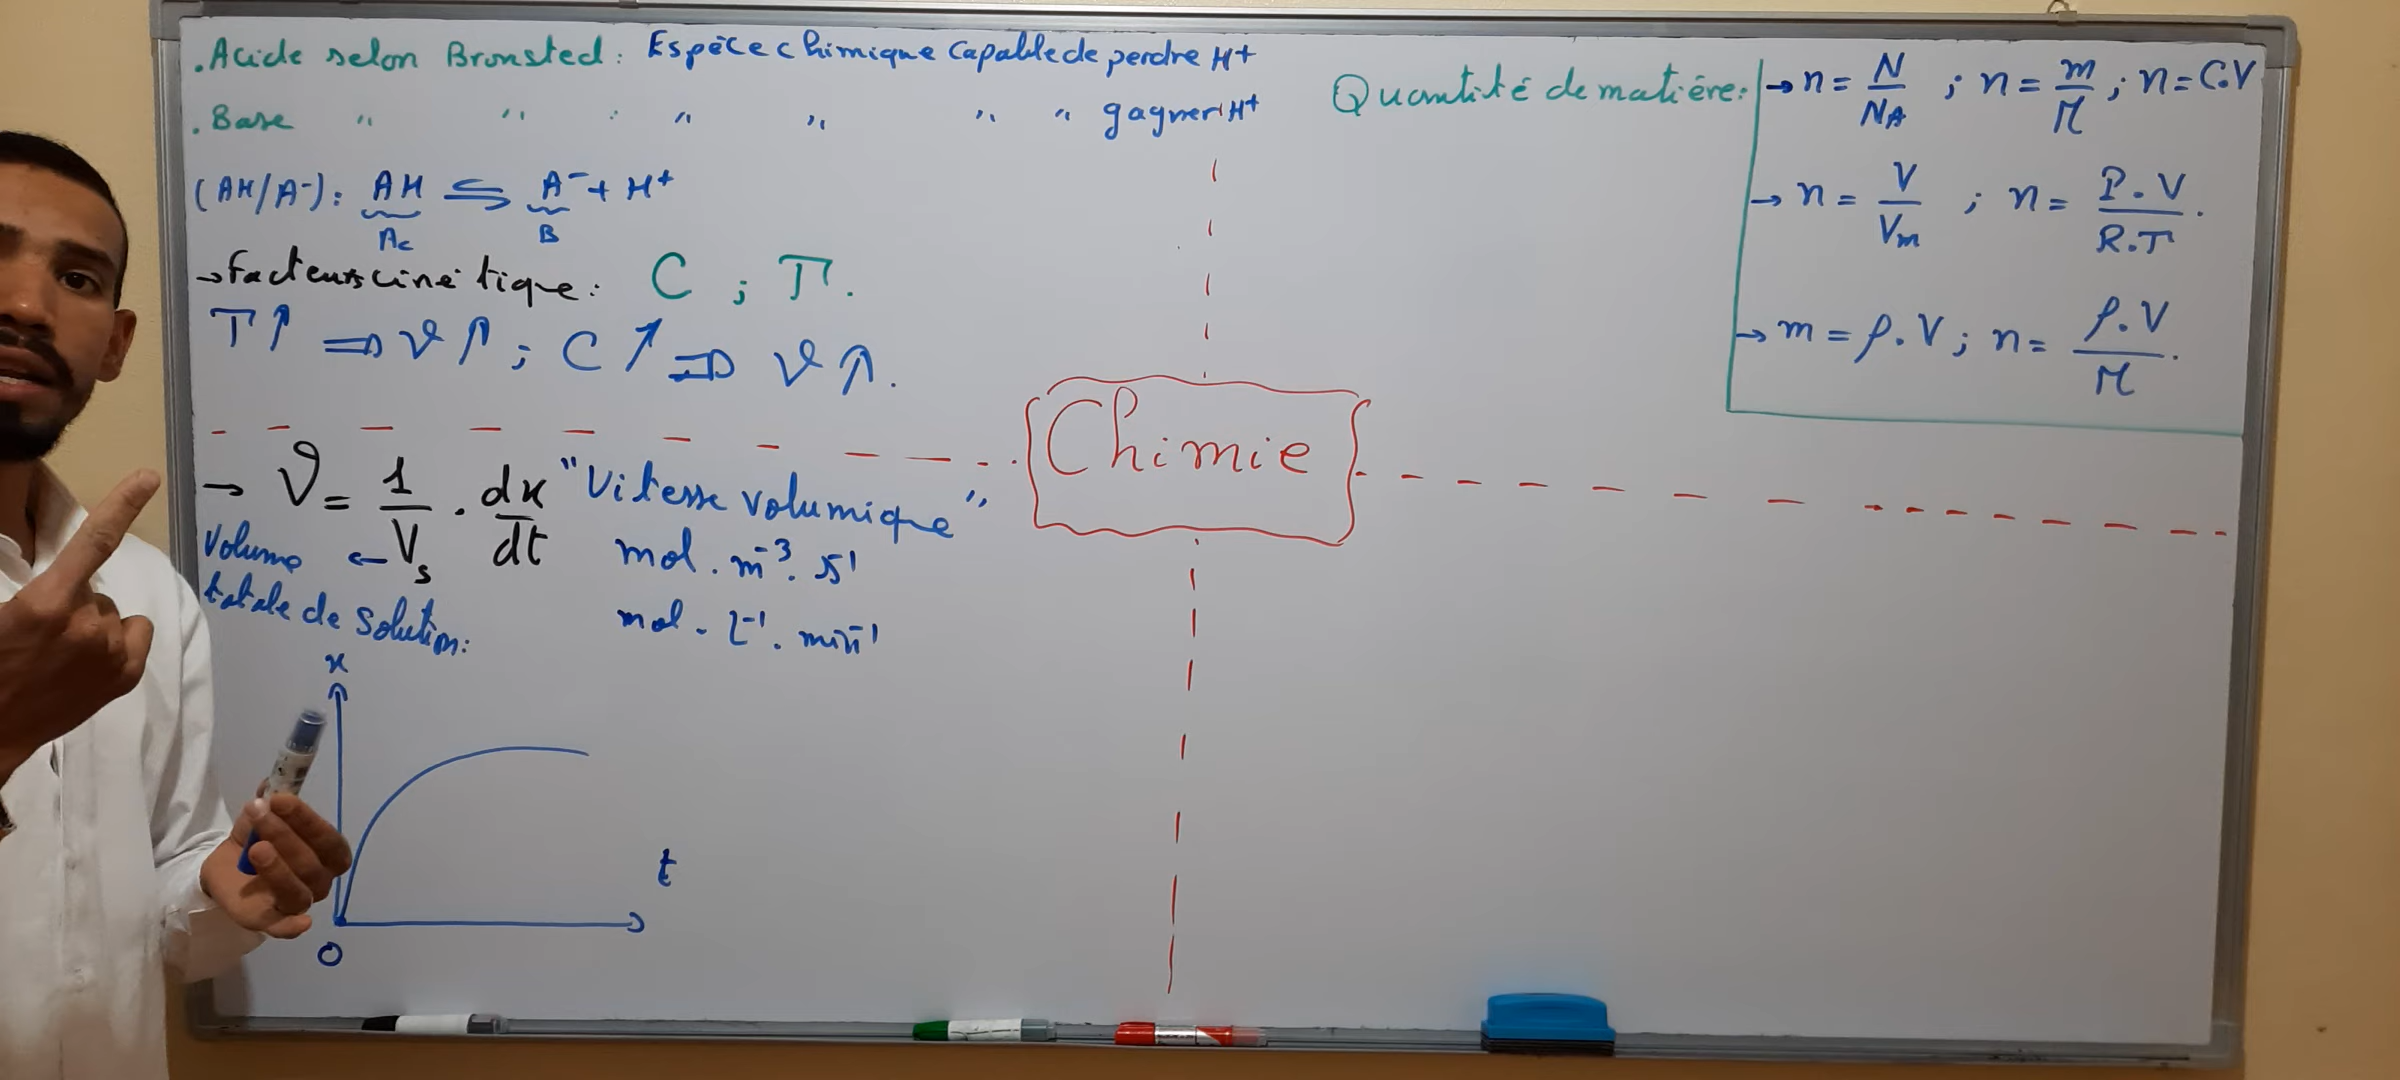 . Acide selon Bronsted : Espèce chimique capable de perdre H+
. Base " " : " " " " gagner H+
(AH/A-) : AH ⇌ A- + H+
Ac B
→ Facteurs cinétique : C ; T.
T↑ ⇒ v↑ ; C↑ ⇒ v↑.
→ v = 1/Vs . dx/dt "Vitesse volumique"
Volume ← totale de solution :
mol . m-3 . s-1
mol . L-1 . min-1
x
t
O
Chimie
Quantité de matière :
→ n = N/NA ; n = m/M ; n = C.V
→ n = V/Vm ; n = P.V/R.T.
→ m = ρ.V ; n = ρ.V/M.